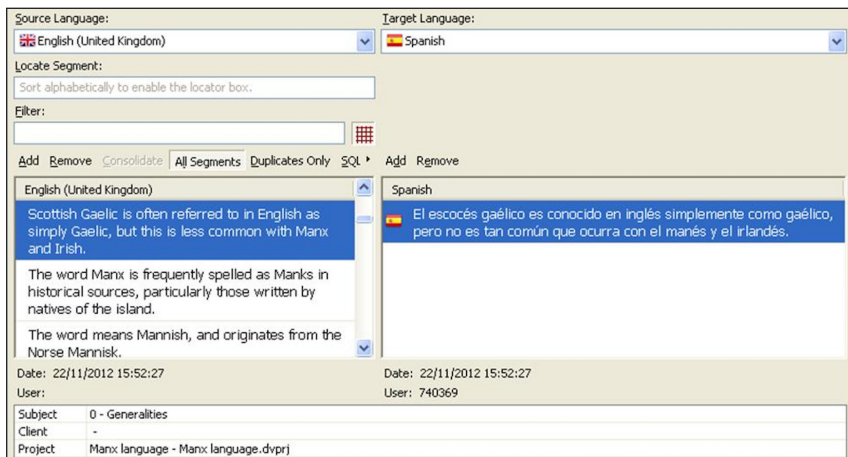 Source Language:
Target Language:
English (United Kingdom)
Spanish
Locate Segment:
Sort alphabetically to enable the locator box.
Filter:
Add Remove Consolidate All Segments Duplicates Only SQL
Add Remove
English (United Kingdom)
Scottish Gaelic is often referred to in English as
simply Gaelic, but this is less common with Manx
and Irish.
The word Manx is frequently spelled as Manks in
historical sources, particularly those written by
natives of the island.
The word means Mannish, and originates from the
Norse Mannisk.
Spanish
El escocés gaélico es conocido en inglés simplemente como gaélico,
pero no es tan común que ocurra con el manés y el irlandés.
Date: 22/11/2012 15:52:27
Date: 22/11/2012 15:52:27
User:
User: 740369
Subject 0 - Generalities
Client -
Project Manx language - Manx language.dvprj